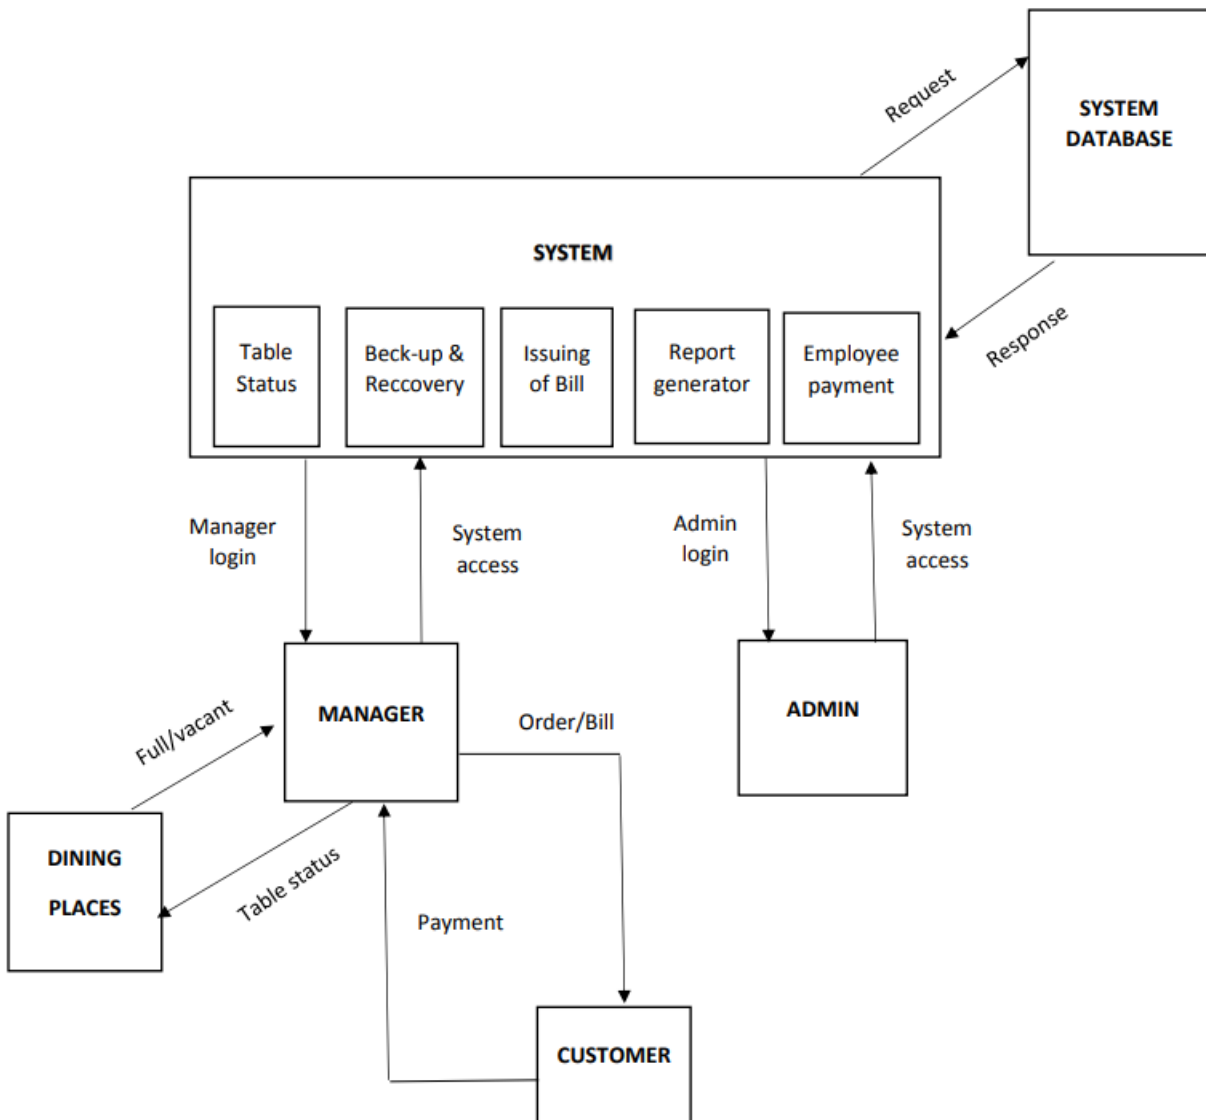 Request
SYSTEM
DATABASE
SYSTEM
Table
Status
Beck-up &
Reccovery
Issuing
of Bill
Report
generator
Employee
payment
Response
Manager
login
System
access
Admin
login
System
access
MANAGER
ADMIN
Full/vacant
Order/Bill
DINING
PLACES
Table status
Payment
CUSTOMER